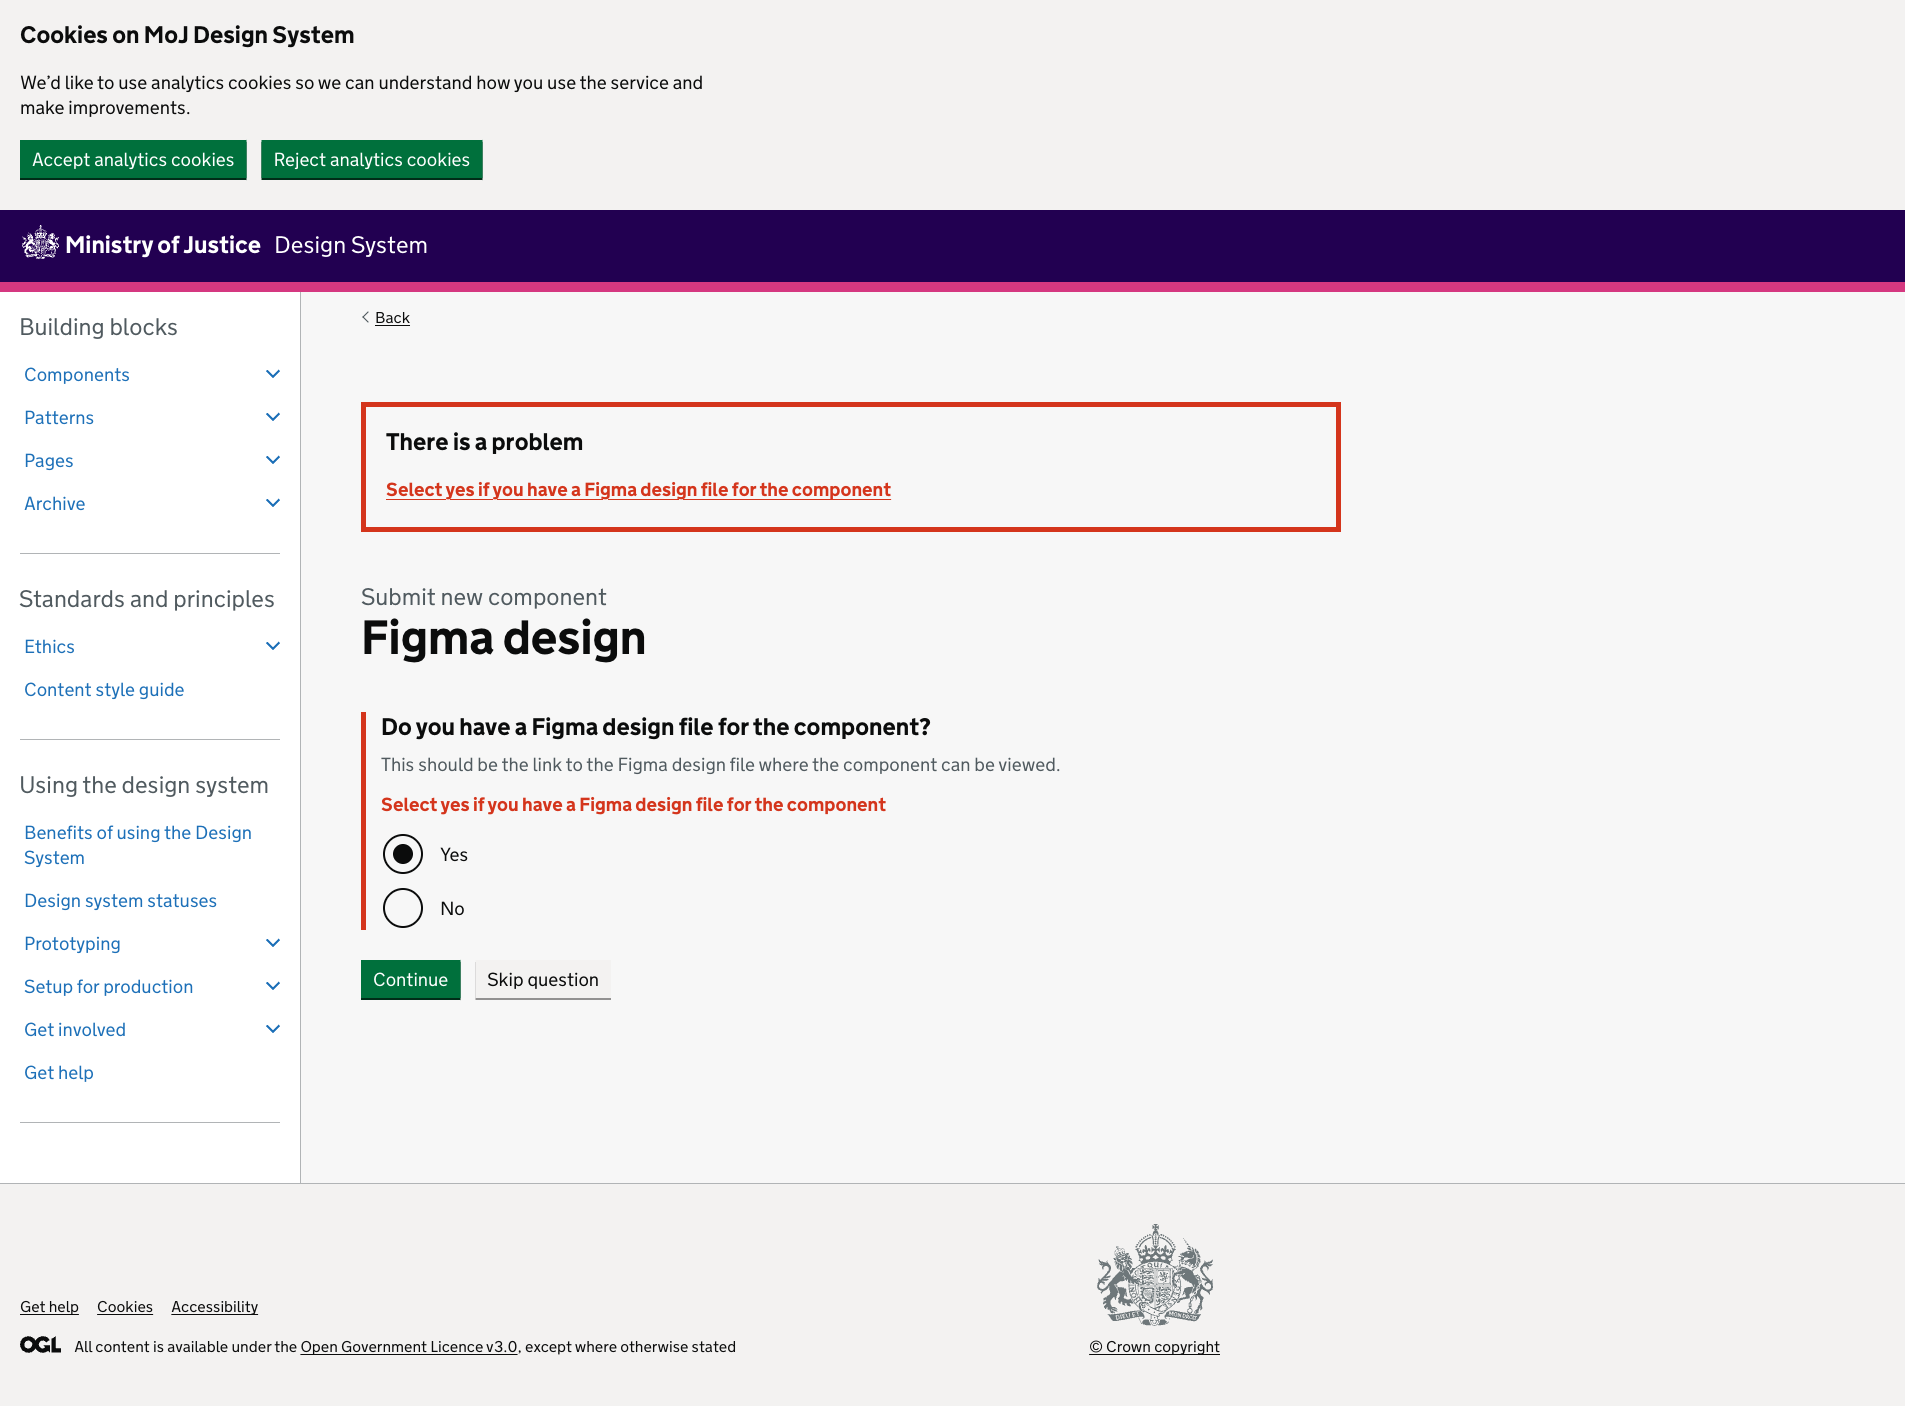 Cookies on MoJ Design System
We’d like to use analytics cookies so we can understand how you use the service and
make improvements.
Accept analytics cookies
Reject analytics cookies
Ministry of Justice Design System
Building blocks
Components
Patterns
Pages
Archive
Standards and principles
Ethics
Content style guide
Using the design system
Benefits of using the Design
System
Design system statuses
Prototyping
Setup for production
Get involved
Get help
Back
There is a problem
Select yes if you have a Figma design file for the component
Submit new component
Figma design
Do you have a Figma design file for the component?
This should be the link to the Figma design file where the component can be viewed.
Select yes if you have a Figma design file for the component
Yes
No
Continue
Skip question
Get help
Cookies
Accessibility
OGL
All content is available under the Open Government Licence v3.0, except where otherwise stated
© Crown copyright